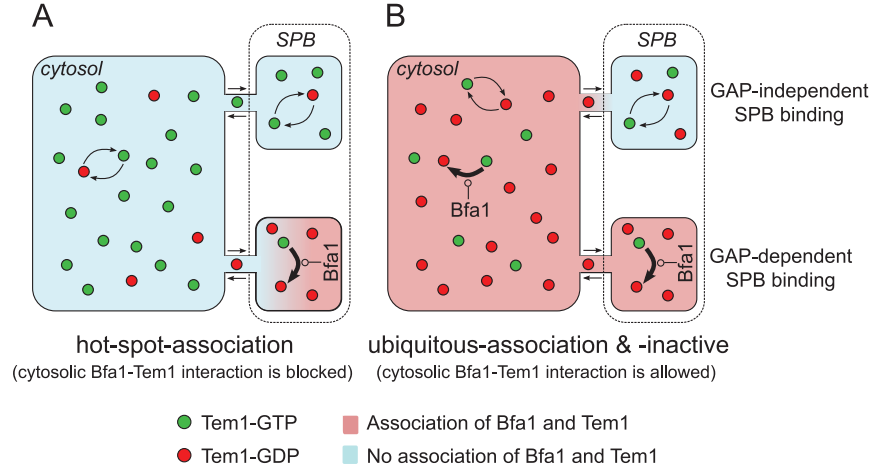 A
B
SPB
SPB
cytosol
cytosol
GAP-independent
SPB binding
Bfa1
Bfa1
Bfa1
GAP-dependent
SPB binding
hot-spot-association
(cytosolic Bfa1-Tem1 interaction is blocked)
ubiquitous-association & -inactive
(cytosolic Bfa1-Tem1 interaction is allowed)
Tem1-GTP
Association of Bfa1 and Tem1
Tem1-GDP
No association of Bfa1 and Tem1